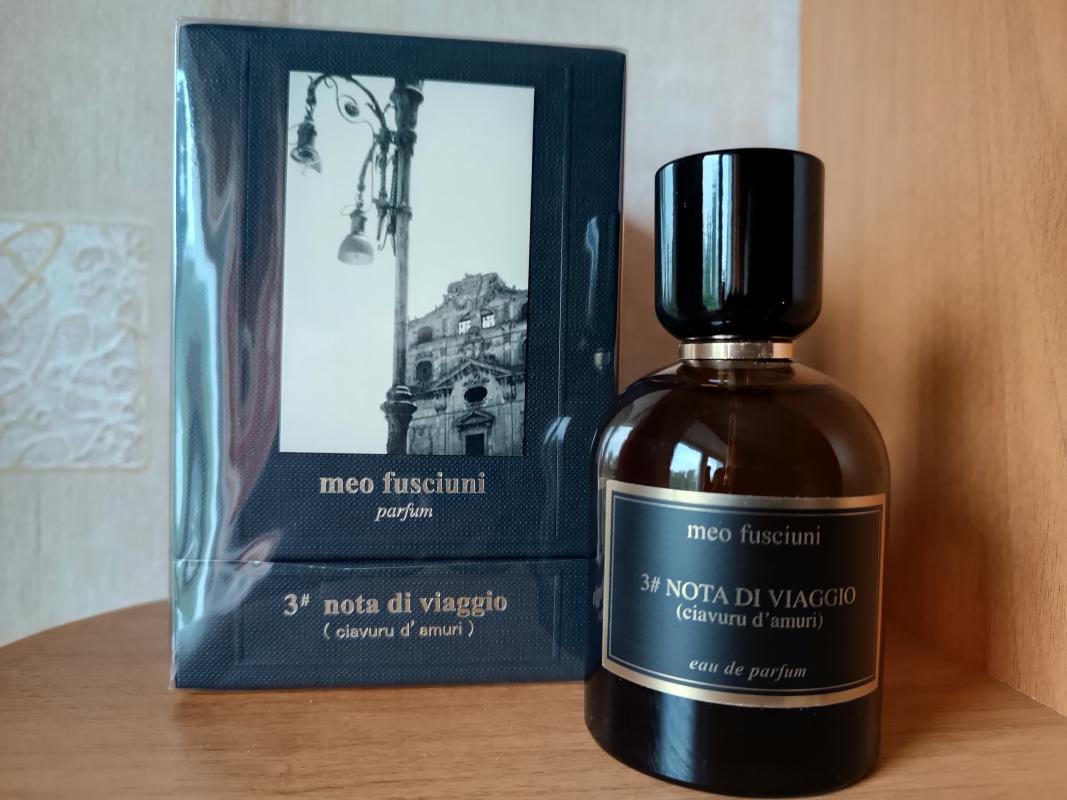 meo fusciuni
parfum
3# nota di viaggio
( ciavuru d' amuri )
meo fusciuni
3# NOTA DI VIAGGIO
(ciavuru d'amuri)
eau de parfum